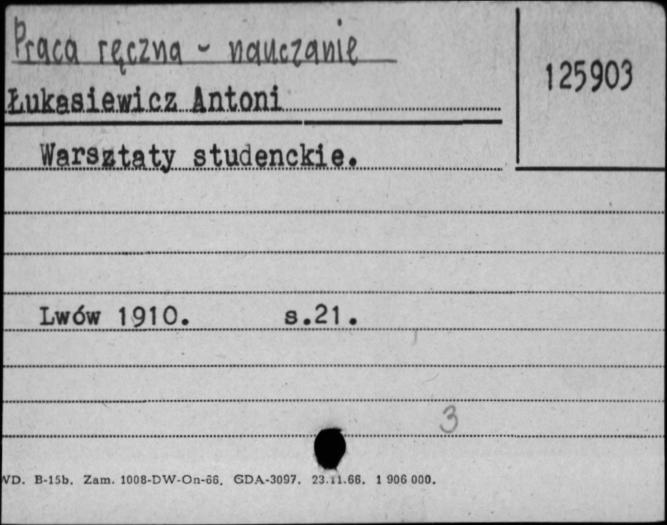 Praca ręczna - nauczanie
125903
Łukasiewicz Antoni
Warsztaty studenckie.
Lwów 1910. s.21.
3
WD. B-15b. Zam. 1008-DW-On-66. GDA-3097. 23.11.66. 1 906 000.